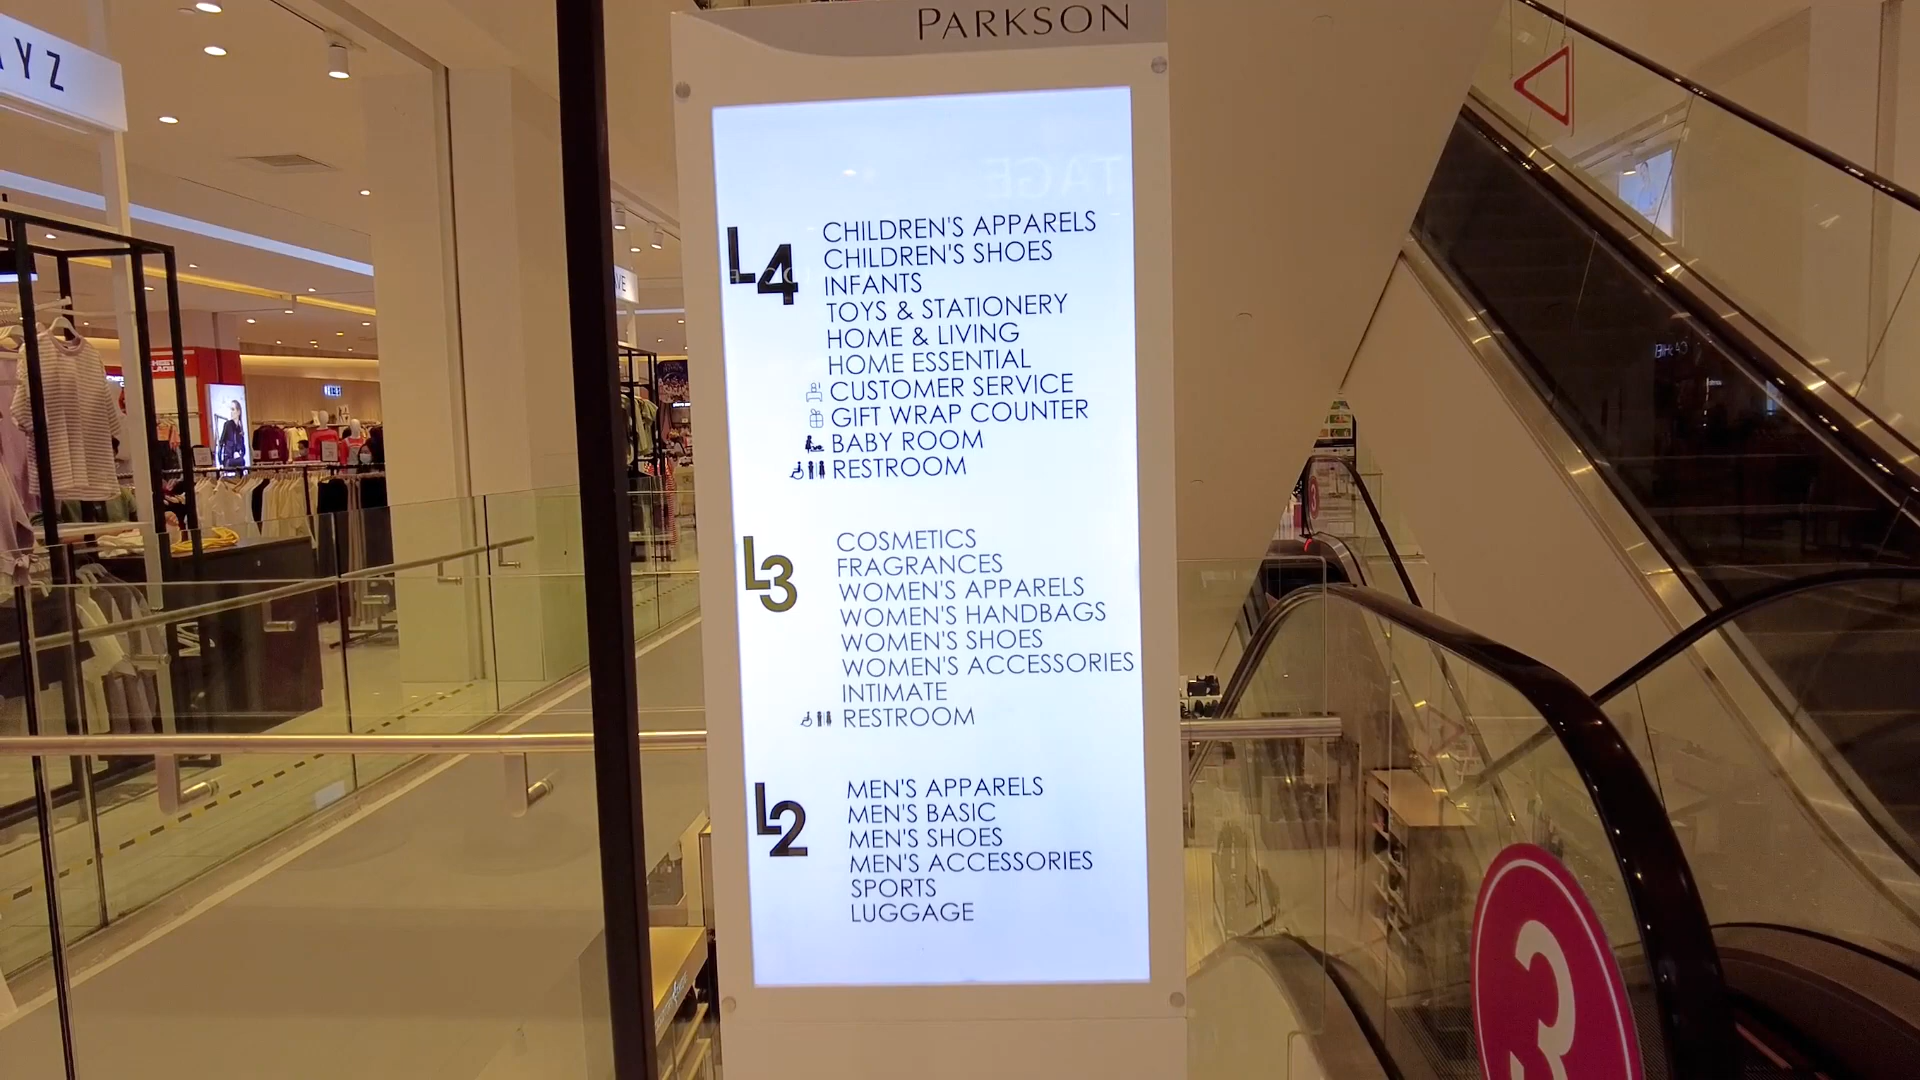 PARKSON
L4
CHILDREN'S APPARELS
CHILDREN'S SHOES
INFANTS
TOYS & STATIONERY
HOME & LIVING
HOME ESSENTIAL
CUSTOMER SERVICE
GIFT WRAP COUNTER
BABY ROOM
RESTROOM
L3
COSMETICS
FRAGRANCES
WOMEN'S APPARELS
WOMEN'S HANDBAGS
WOMEN'S SHOES
WOMEN'S ACCESSORIES
INTIMATE
RESTROOM
L2
MEN'S APPARELS
MEN'S BASIC
MEN'S SHOES
MEN'S ACCESSORIES
SPORTS
LUGGAGE
3
3